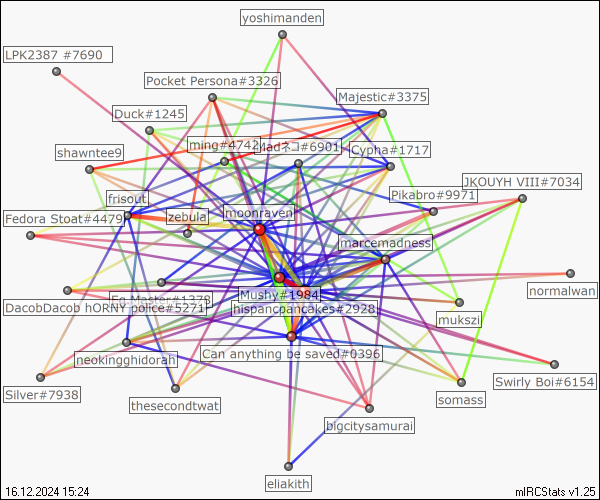 yoshimanden
LPK2387 #7690
Pocket Persona#3326
Majestic#3375
Duck#1245
ming#4742
Madネコ#6901
Cypha#1717
shawntee9
JKOUYH VIII#7034
Pikabro#9971
frisout
moonraven
zebula
Fedora Stoat#4479
marcemadness
normalwan
Mushy#1984
Eg-Master#1378
DacobDacob hORNY police#5271
hispancpancakes#2928
mukszi
Can anything be saved#0396
neokingghidorah
Swirly Boi#6154
Silver#7938
somass
thesecondtwat
bigcitysamurai
eliakith
16.12.2024 15:24
mIRCStats v1.25